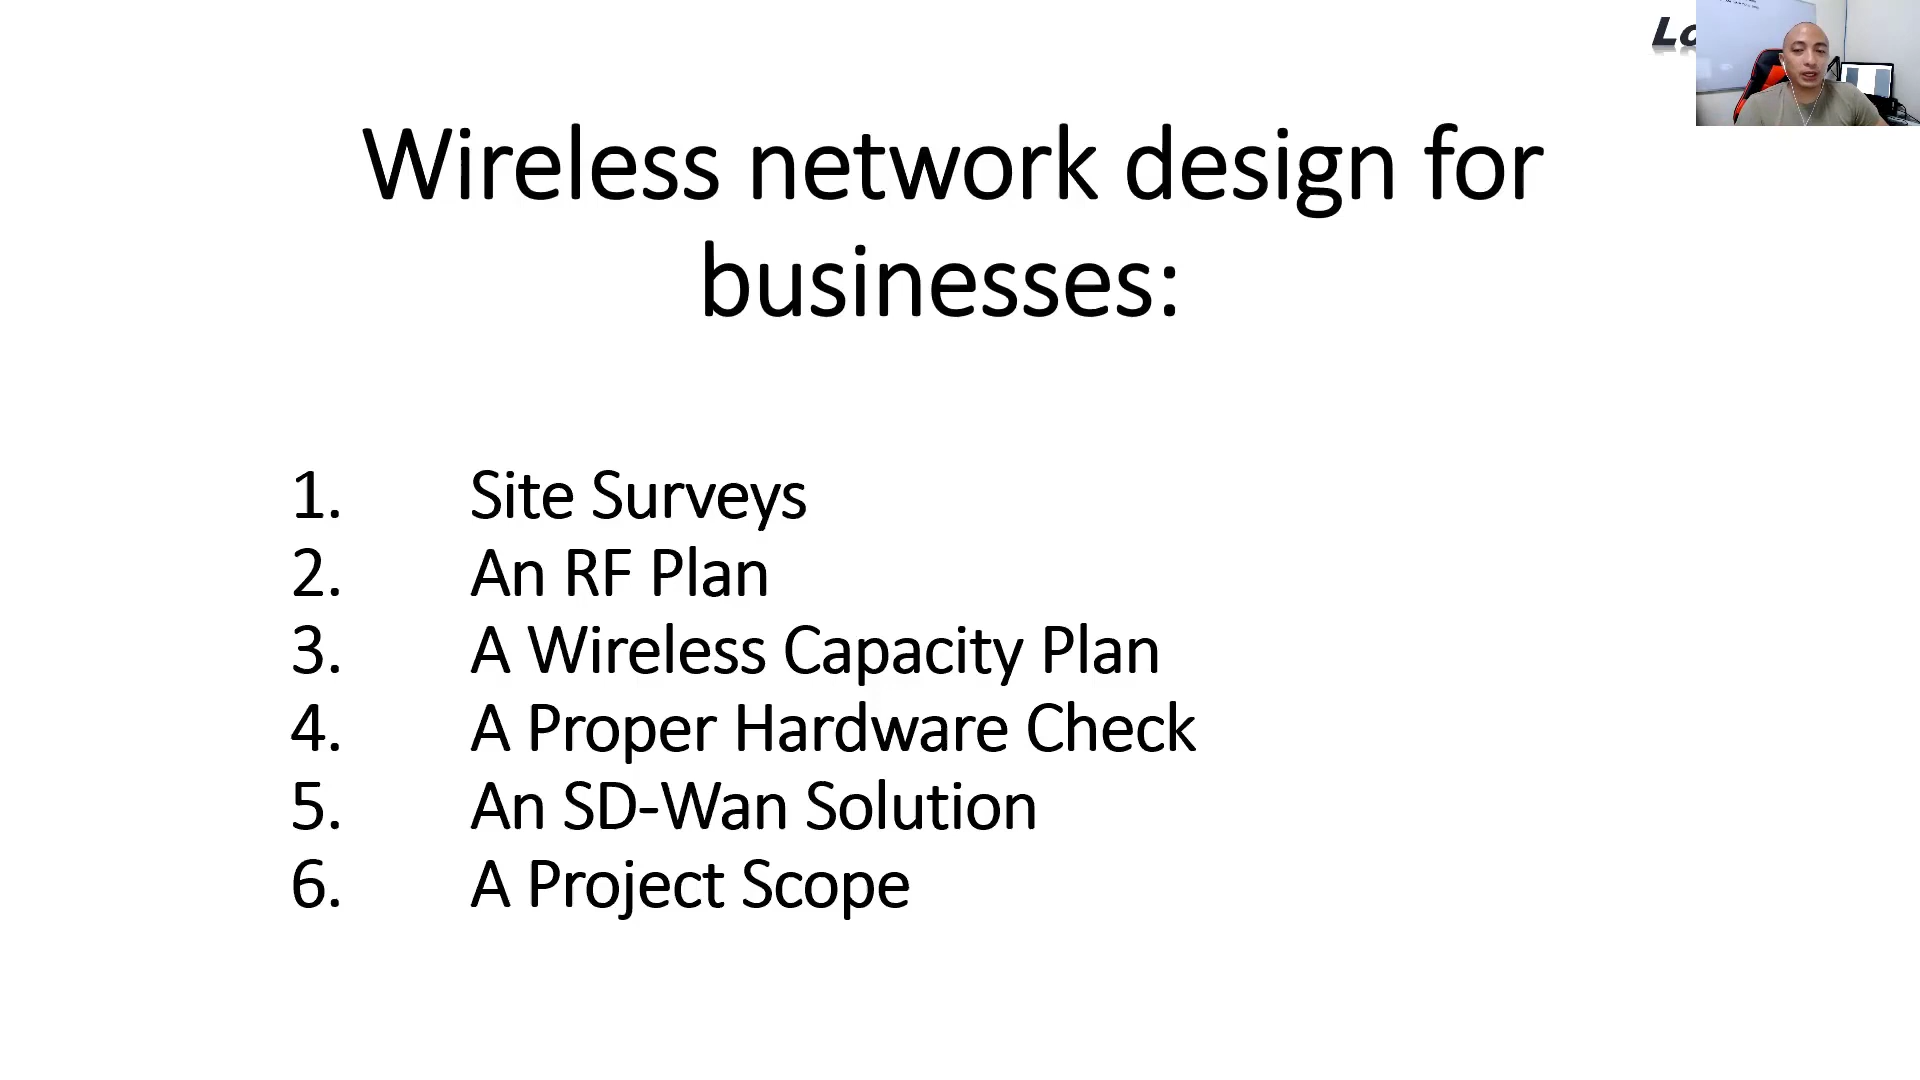 Wireless network design for
businesses:
1. Site Surveys
2. An RF Plan
3. A Wireless Capacity Plan
4. A Proper Hardware Check
5. An SD-Wan Solution
6. A Project Scope